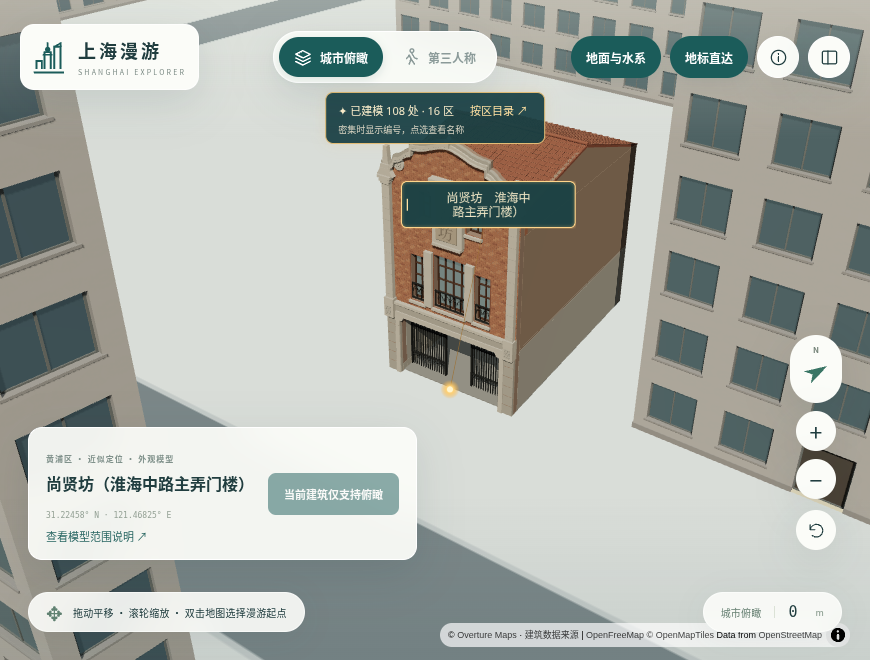 上海漫游
SHANGHAI EXPLORER
城市俯瞰
第三人称
地面与水系
地标直达
✦ 已建模 108 处 · 16 区 按区目录 ↗
密集时显示编号，点选查看名称
尚贤坊 淮海中
路主弄门楼）
坊
N
黄浦区 · 近似定位 · 外观模型
尚贤坊（淮海中路主弄门楼）
当前建筑仅支持俯瞰
31.22458° N · 121.46825° E
查看模型范围说明 ↗
拖动平移 · 滚轮缩放 · 双击地图选择漫游起点
城市俯瞰 0 m
© Overture Maps · 建筑数据来源 | OpenFreeMap © OpenMapTiles Data from OpenStreetMap